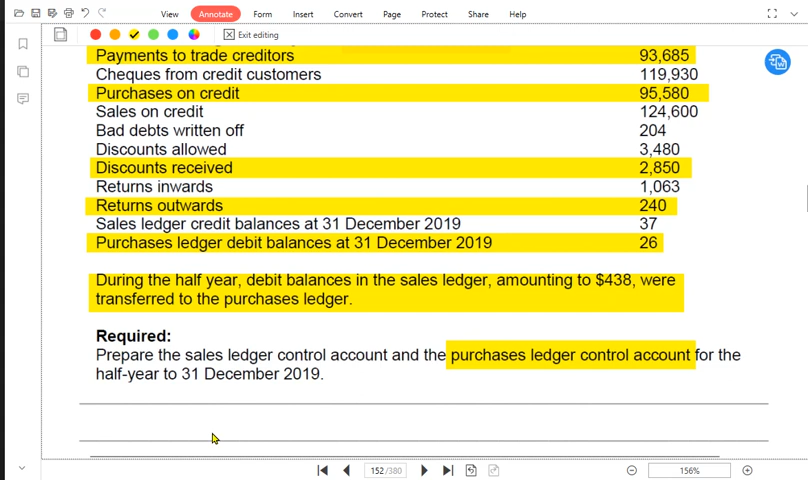 View Annotate Form Insert Convert Page Protect Share Help
Exit editing
Payments to trade creditors 93,685
Cheques from credit customers 119,930
Purchases on credit 95,580
Sales on credit 124,600
Bad debts written off 204
Discounts allowed 3,480
Discounts received 2,850
Returns inwards 1,063
Returns outwards 240
Sales ledger credit balances at 31 December 2019 37
Purchases ledger debit balances at 31 December 2019 26
During the half year, debit balances in the sales ledger, amounting to $438, were
transferred to the purchases ledger.
Required:
Prepare the sales ledger control account and the purchases ledger control account for the
half-year to 31 December 2019.
152 /380
156%